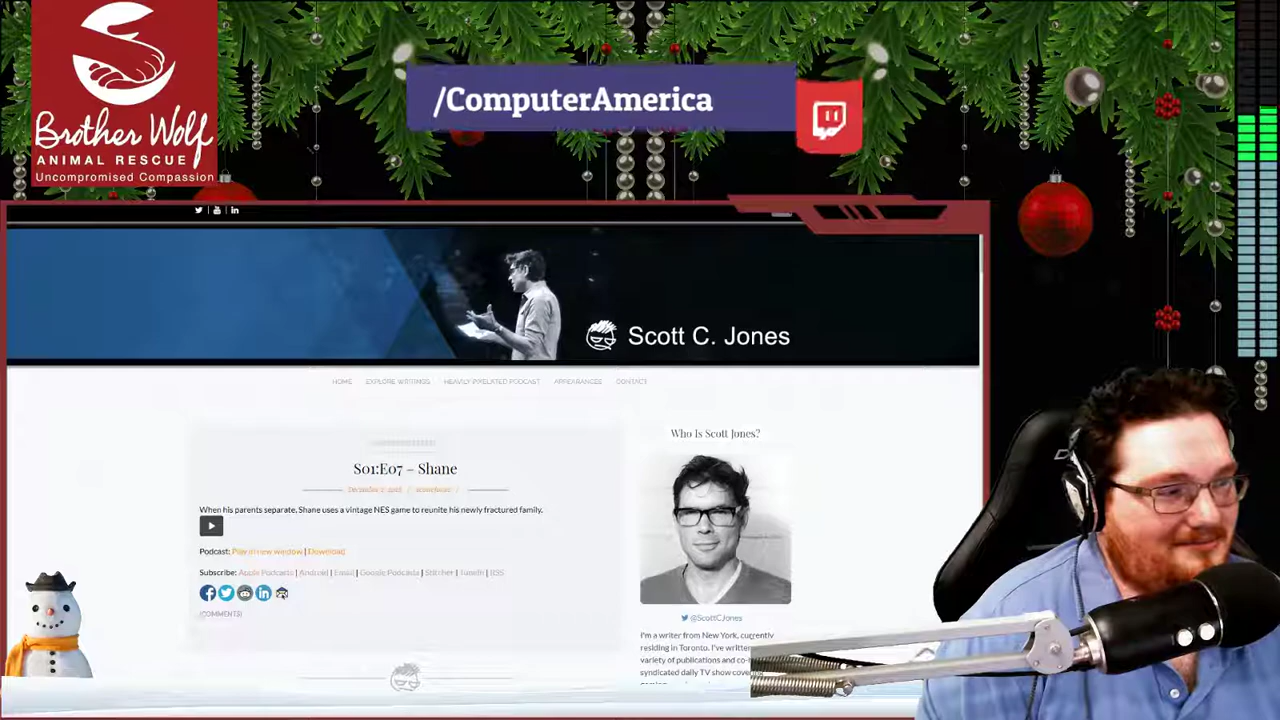 Brother Wolf
ANIMAL RESCUE
Uncompromised Compassion
/ComputerAmerica
Scott C. Jones
HOME EXPLORE WRITINGS HEAVILY PIXELATED PODCAST APPEARANCES CONTACT
S01:E07 – Shane
When his parents separate, Shane uses a vintage NES game to reunite his newly fractured family.
Podcast: Play in new window | Download
Subscribe: Apple Podcasts | Android | Email | Google Podcasts | Stitcher | TuneIn | RSS
(COMMENTS)
Who Is Scott Jones?
@ScottCJones
I'm a writer from New York, currently
residing in Toronto. I've written
variety of publications and co-
syndicated daily TV show